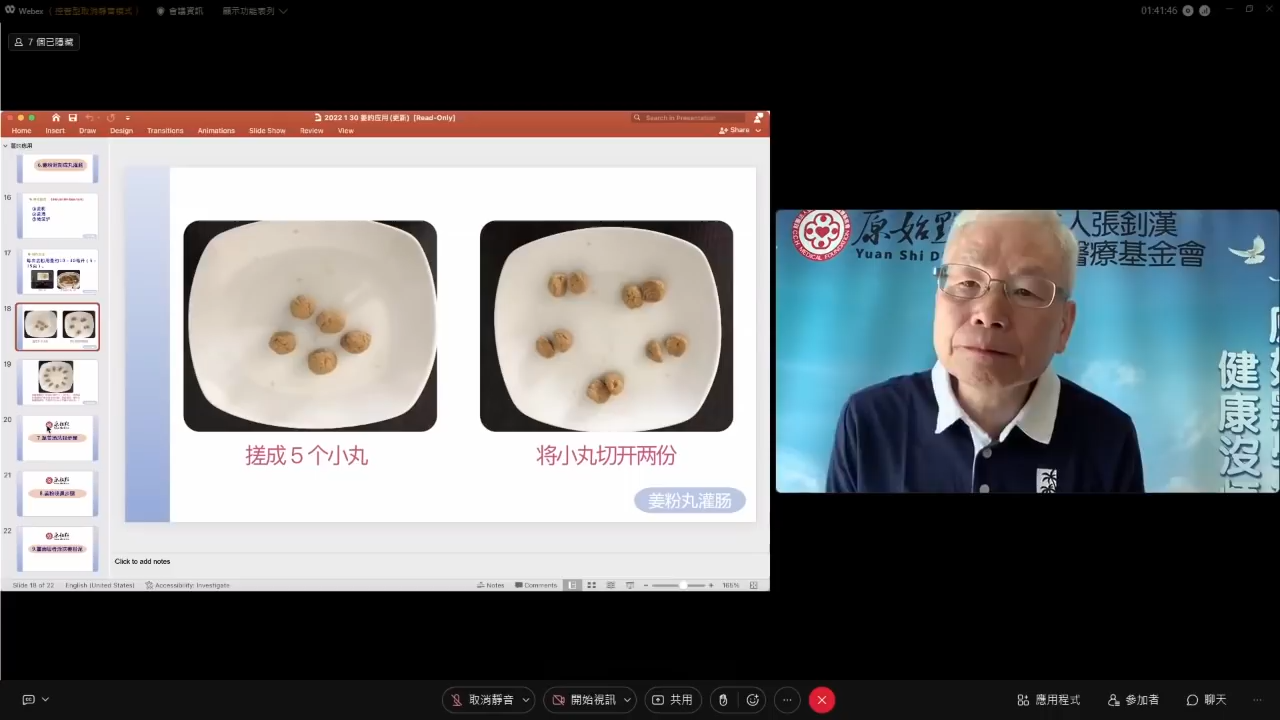 Webex
會議資訊
顯示功能表列
01:41:46
7 個已隱藏
2022 1 30 姜的应用 (更新) [Read-Only]
Search in Presentation
Home
Insert
Draw
Design
Transitions
Animations
Slide Show
Review
View
Share
16
17
18
19
20
21
22
搓成 5 个小丸
将小丸切开两份
姜粉丸灌肠
Click to add notes
Slide 18 of 22
English (United States)
Accessibility: Investigate
Notes
Comments
165%
原始點
人張釗漢
Yuan Shi D
醫療基金會
健康沒
取消靜音
開始視訊
共用
應用程式
參加者
聊天